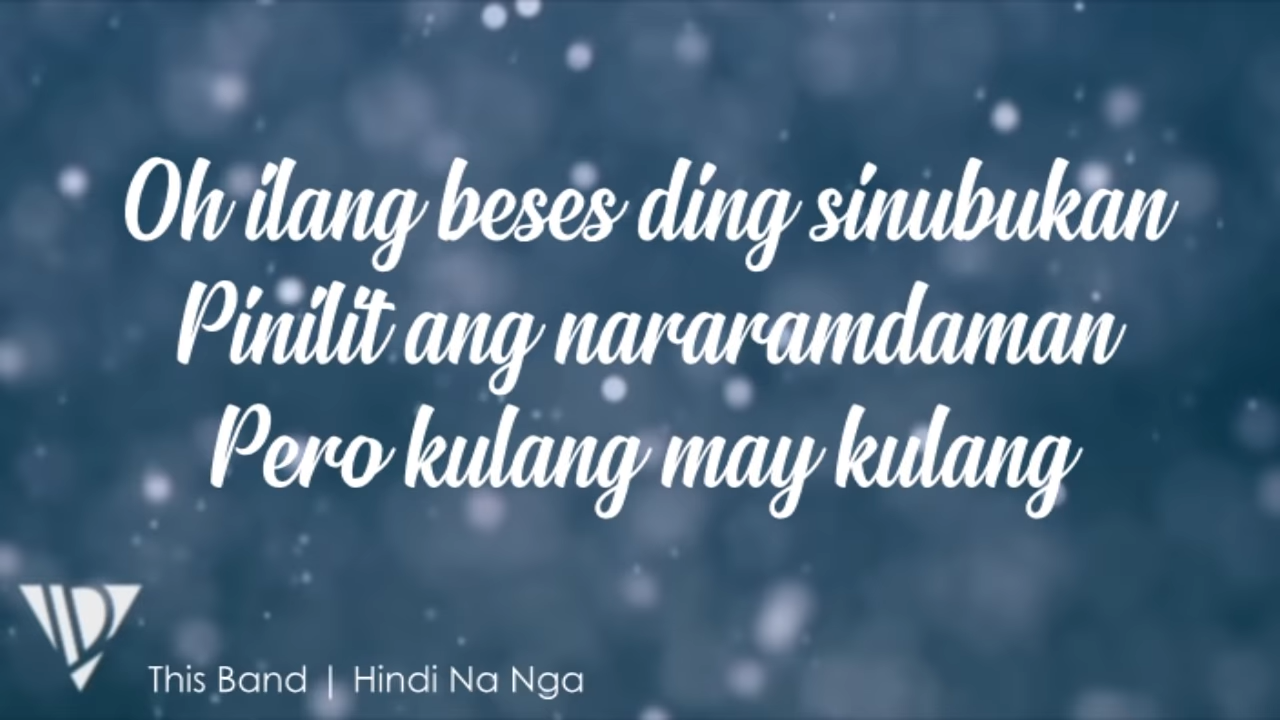 Oh ilang beses ding sinubukan
Pinilit ang nararamdaman
Pero kulang may kulang
This Band | Hindi Na Nga